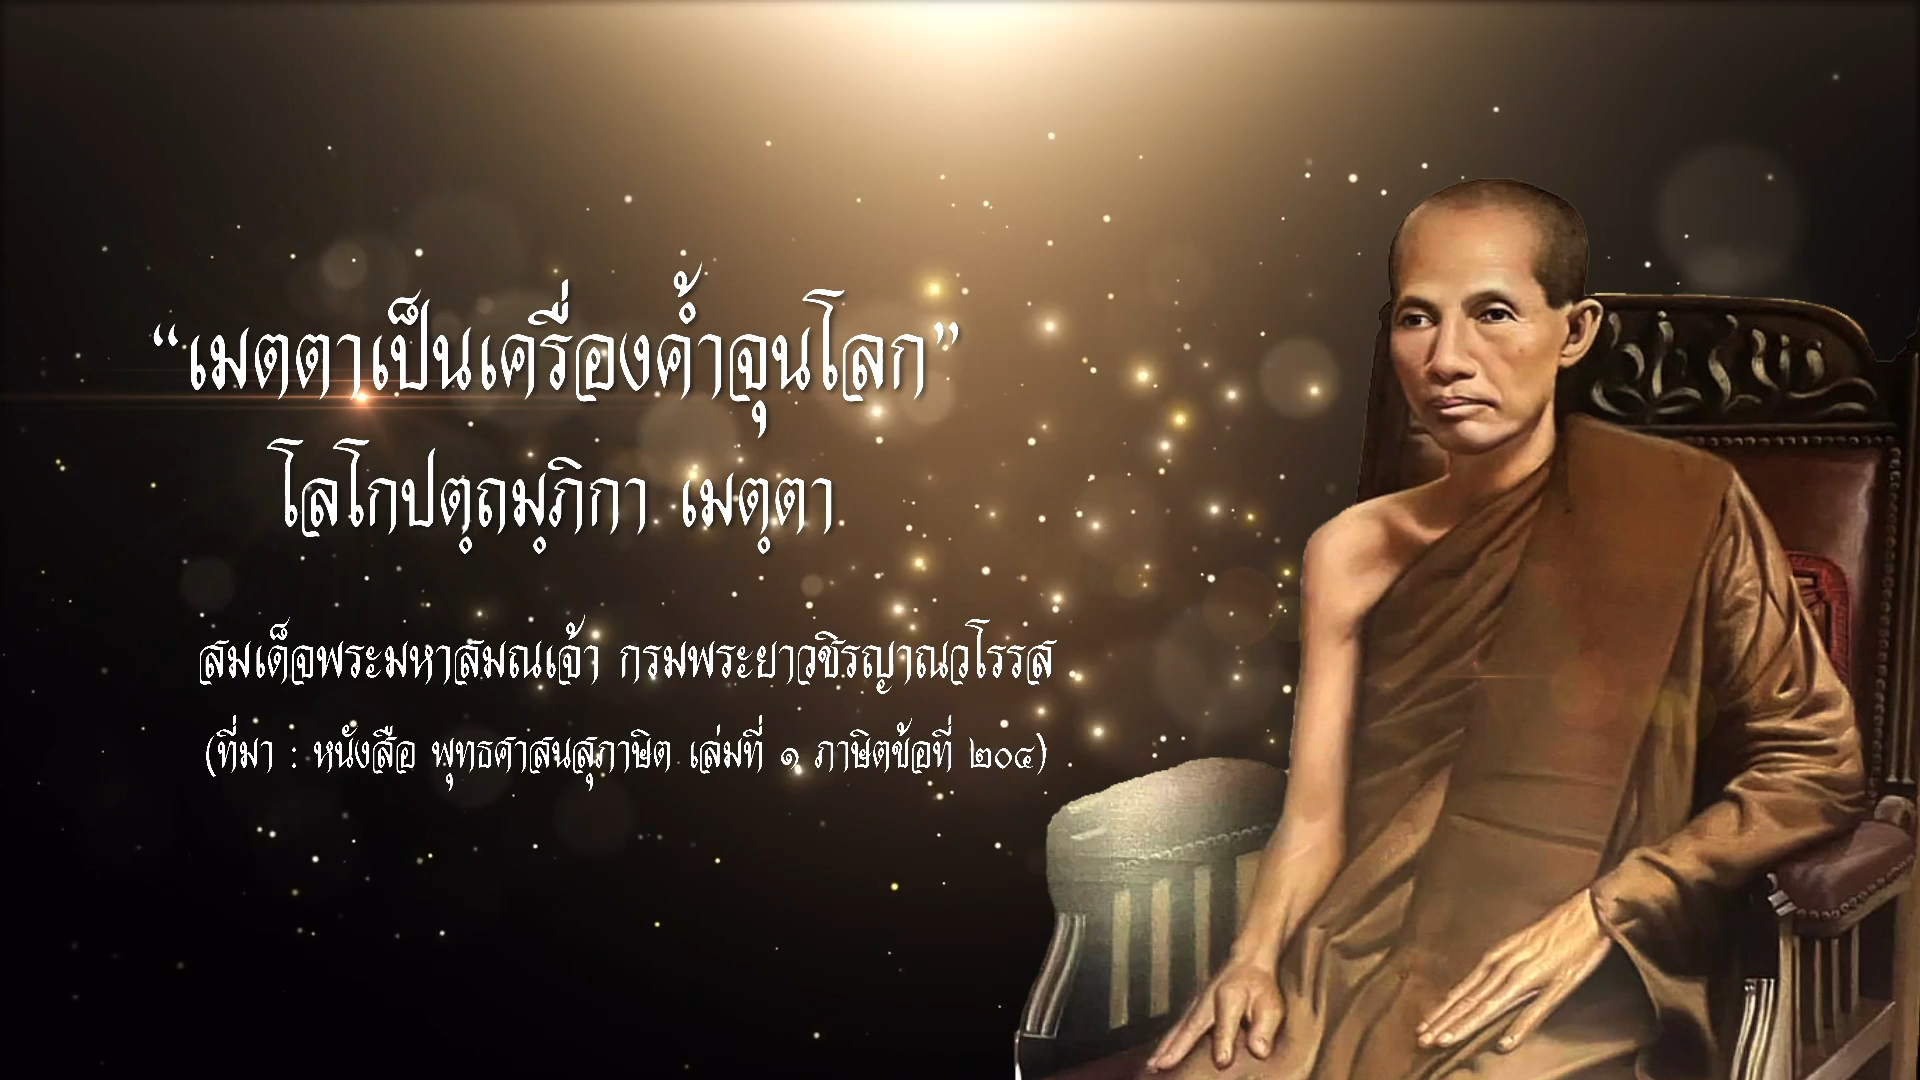 “เมตตาเป็นเครื่องค้ำจุนโลก”
โลโกปตฺถมฺภิกา เมตฺตา
สมเด็จพระมหาสมณเจ้า กรมพระยาวชิรญาณวโรรส
(ที่มา : หนังสือ พุทธศาสนสุภาษิต เล่มที่ ๑ ภาษิตข้อที่ ๒๐๔)